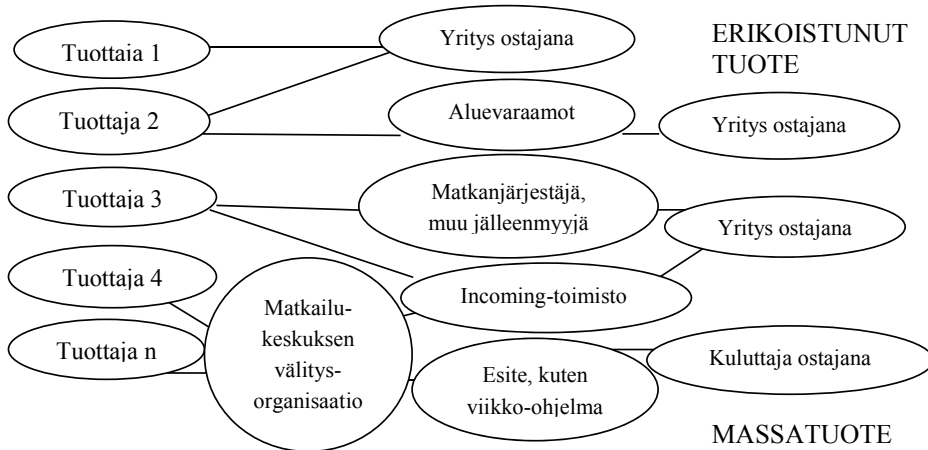 Tuottaja 1
Yritys ostajana
ERIKOISTUNUT
TUOTE
Tuottaja 2
Aluevaraamot
Yritys ostajana
Tuottaja 3
Matkanjärjestäjä,
muu jälleenmyyjä
Yritys ostajana
Tuottaja 4
Matkailu-
keskuksen
välitys-
organisaatio
Incoming-toimisto
Tuottaja n
Esite, kuten
viikko-ohjelma
Kuluttaja ostajana
MASSATUOTE